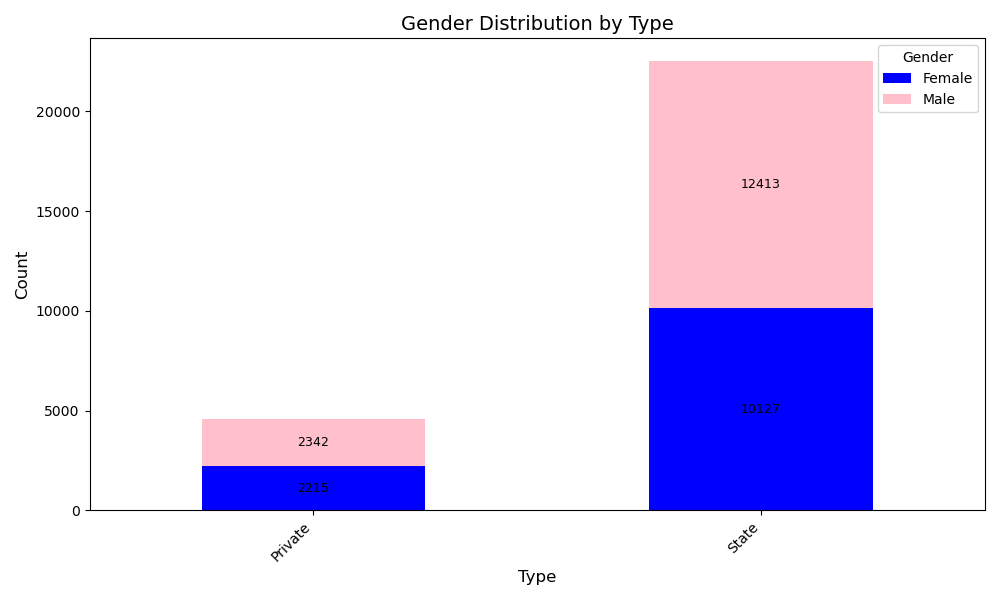 Gender Distribution by Type
Gender
Female
Male
Count
20000
15000
10000
5000
0
12413
10127
2342
2215
Private
State
Type